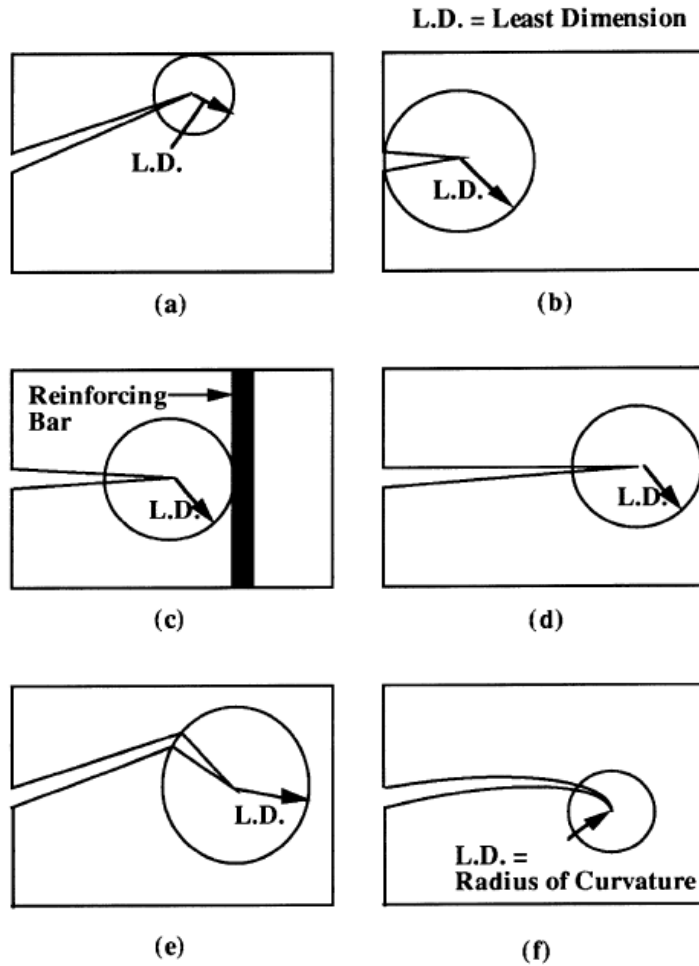 L.D. = Least Dimension
L.D.
L.D.
(a)
(b)
Reinforcing
Bar
L.D.
L.D.
(c)
(d)
L.D.
L.D. =
Radius of Curvature
(e)
(f)